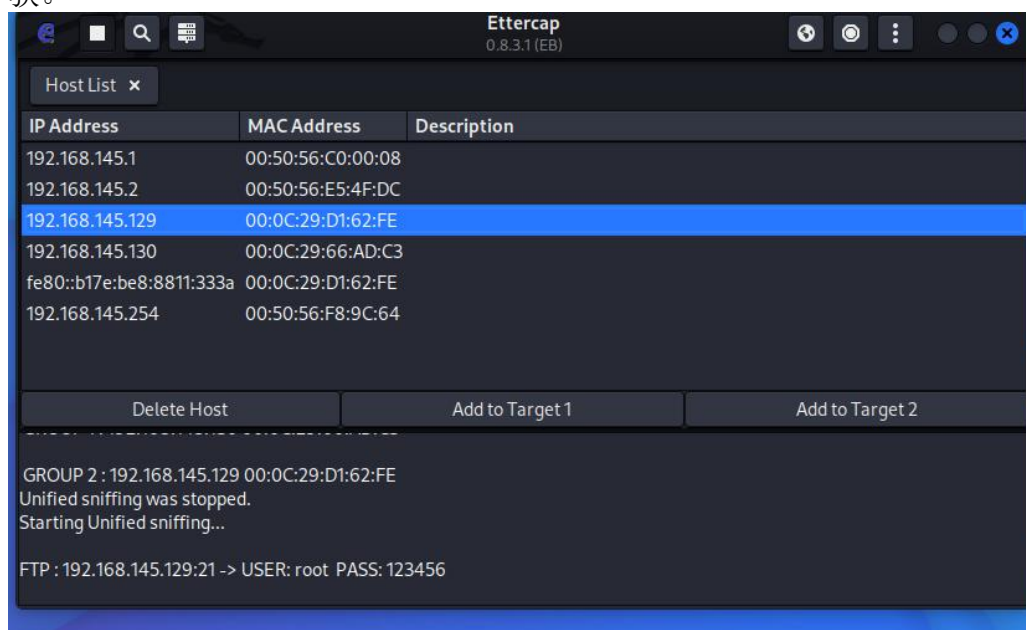 Ettercap
0.8.3.1 (EB)
Host List ×
IP Address MAC Address Description
192.168.145.1 00:50:56:C0:00:08
192.168.145.2 00:50:56:E5:4F:DC
192.168.145.129 00:0C:29:D1:62:FE
192.168.145.130 00:0C:29:66:AD:C3
fe80::b17e:be8:8811:333a 00:0C:29:D1:62:FE
192.168.145.254 00:50:56:F8:9C:64
Delete Host Add to Target 1 Add to Target 2
GROUP 2 : 192.168.145.129 00:0C:29:D1:62:FE
Unified sniffing was stopped.
Starting Unified sniffing...
FTP : 192.168.145.129:21 -> USER: root PASS: 123456